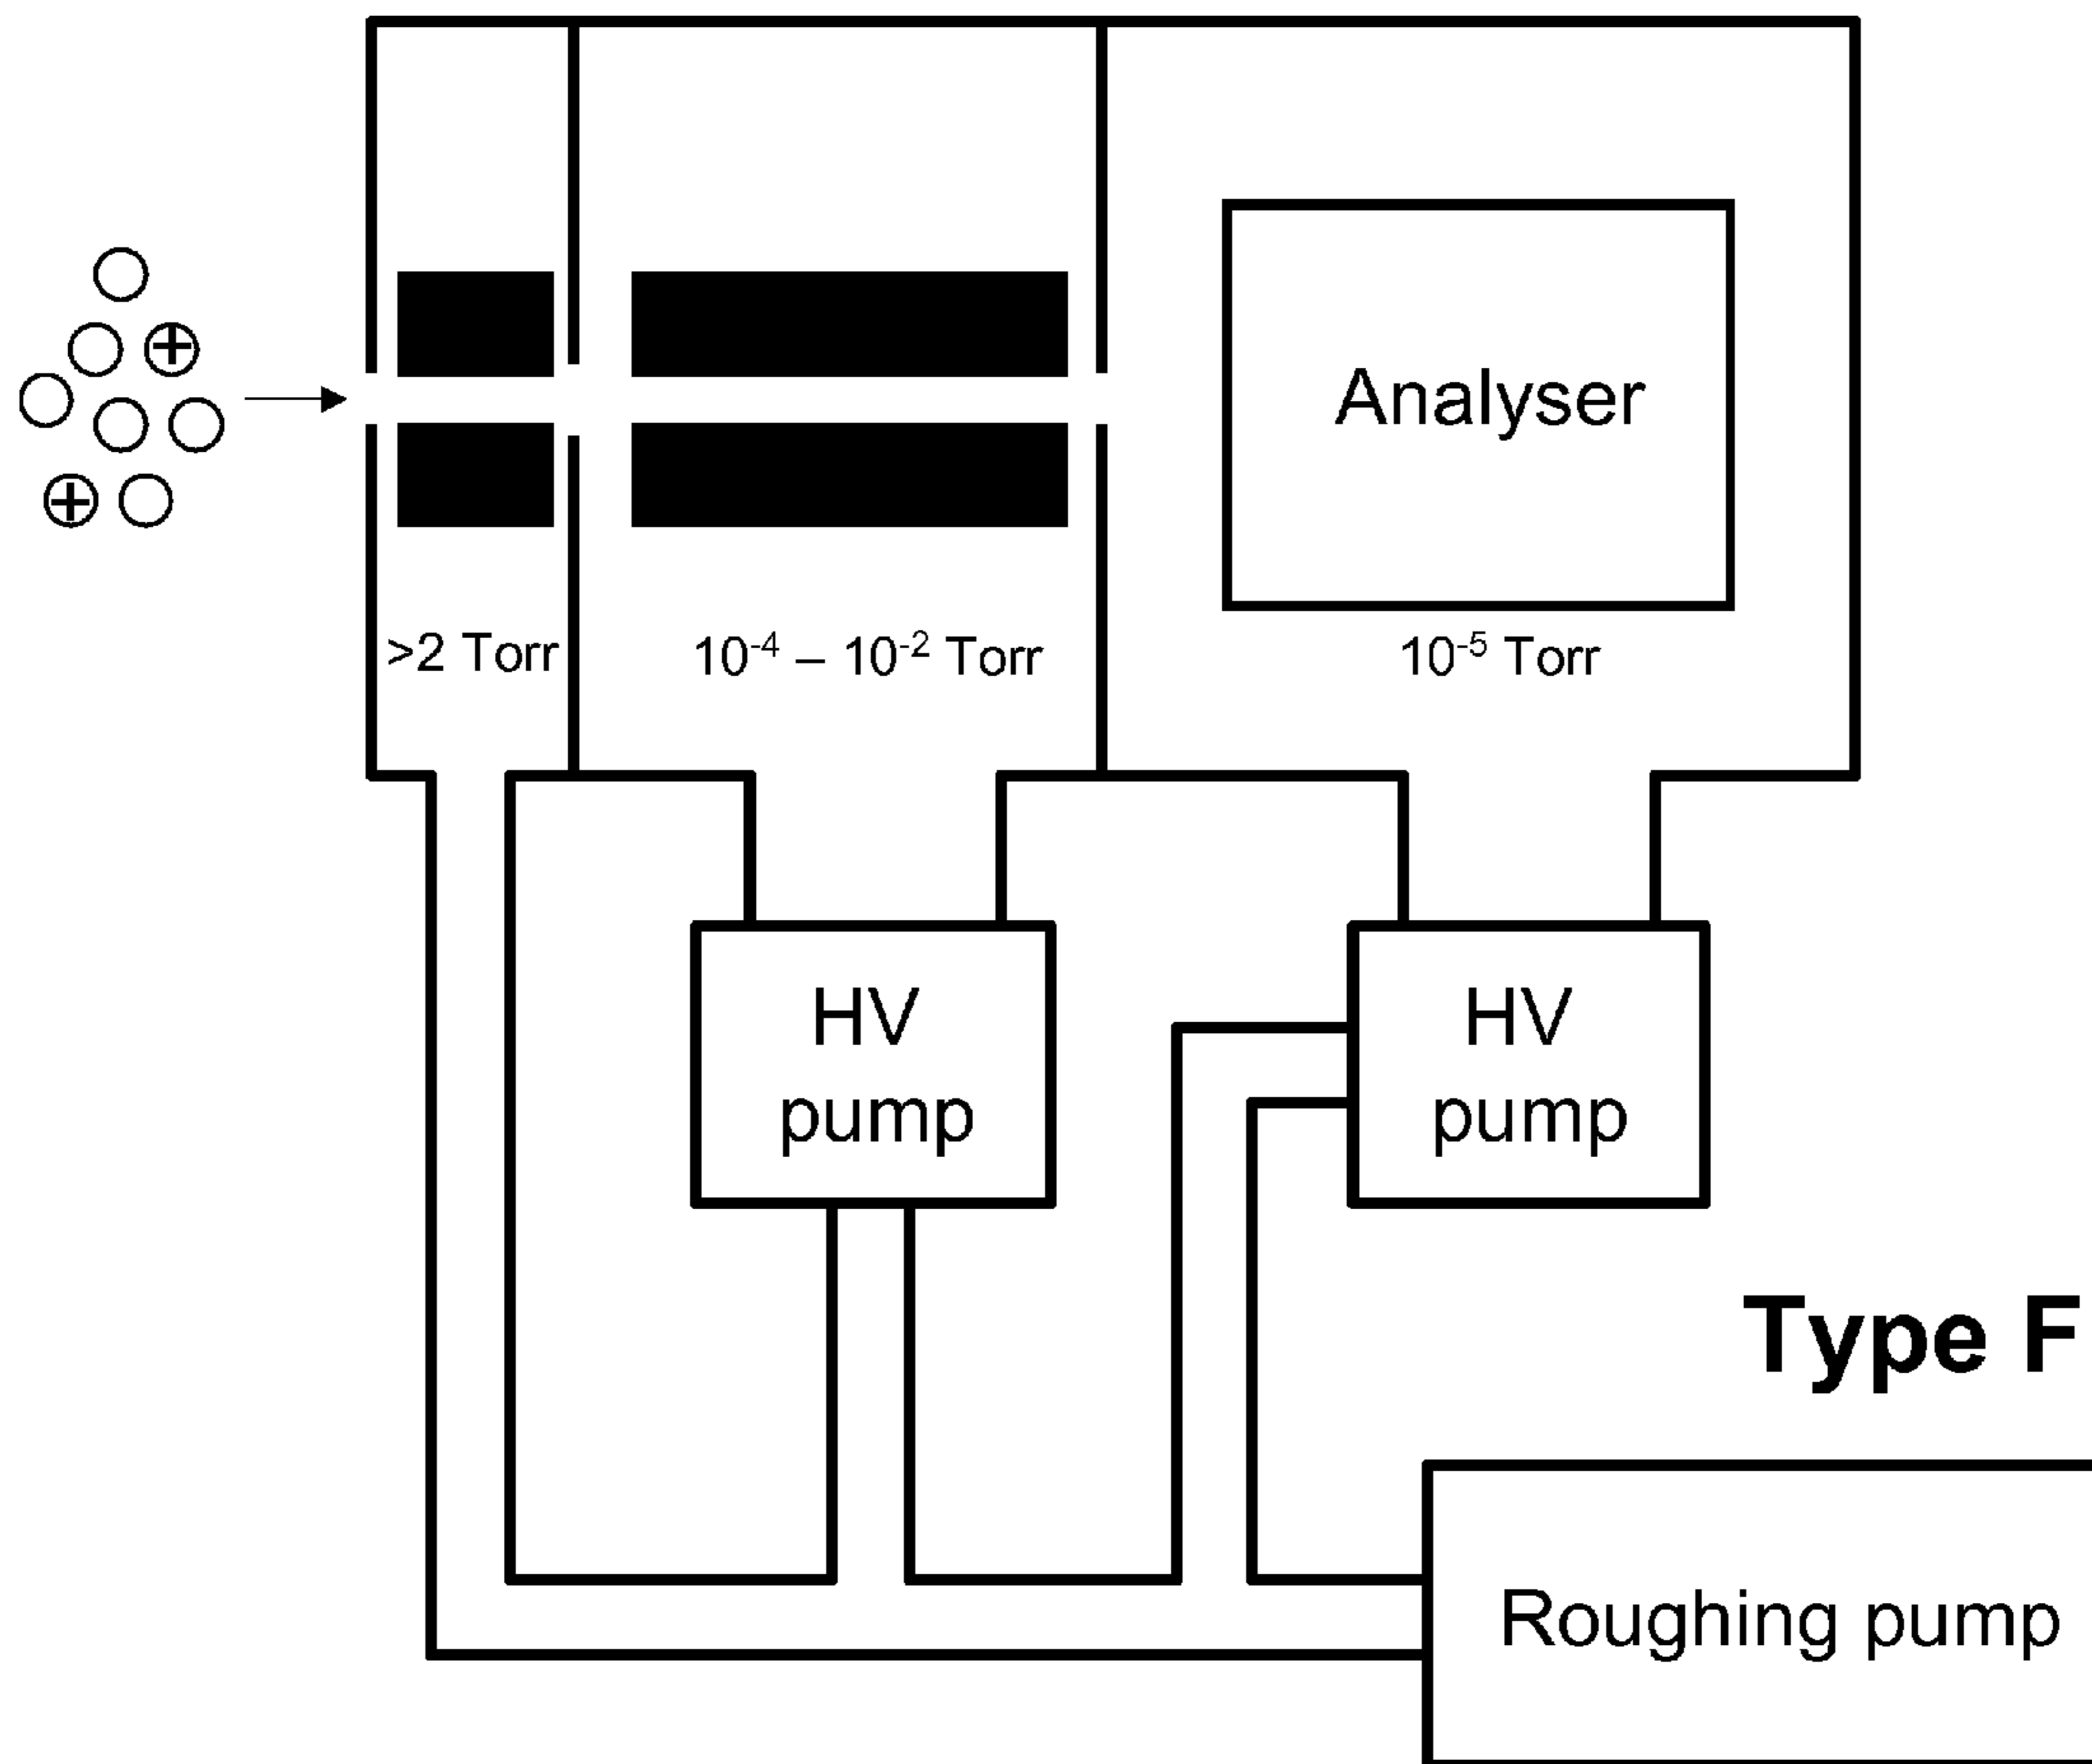 Analyser
>2 Torr
10⁻⁴ – 10⁻² Torr
10⁻⁵ Torr
HV
pump
HV
pump
Type F
Roughing pump